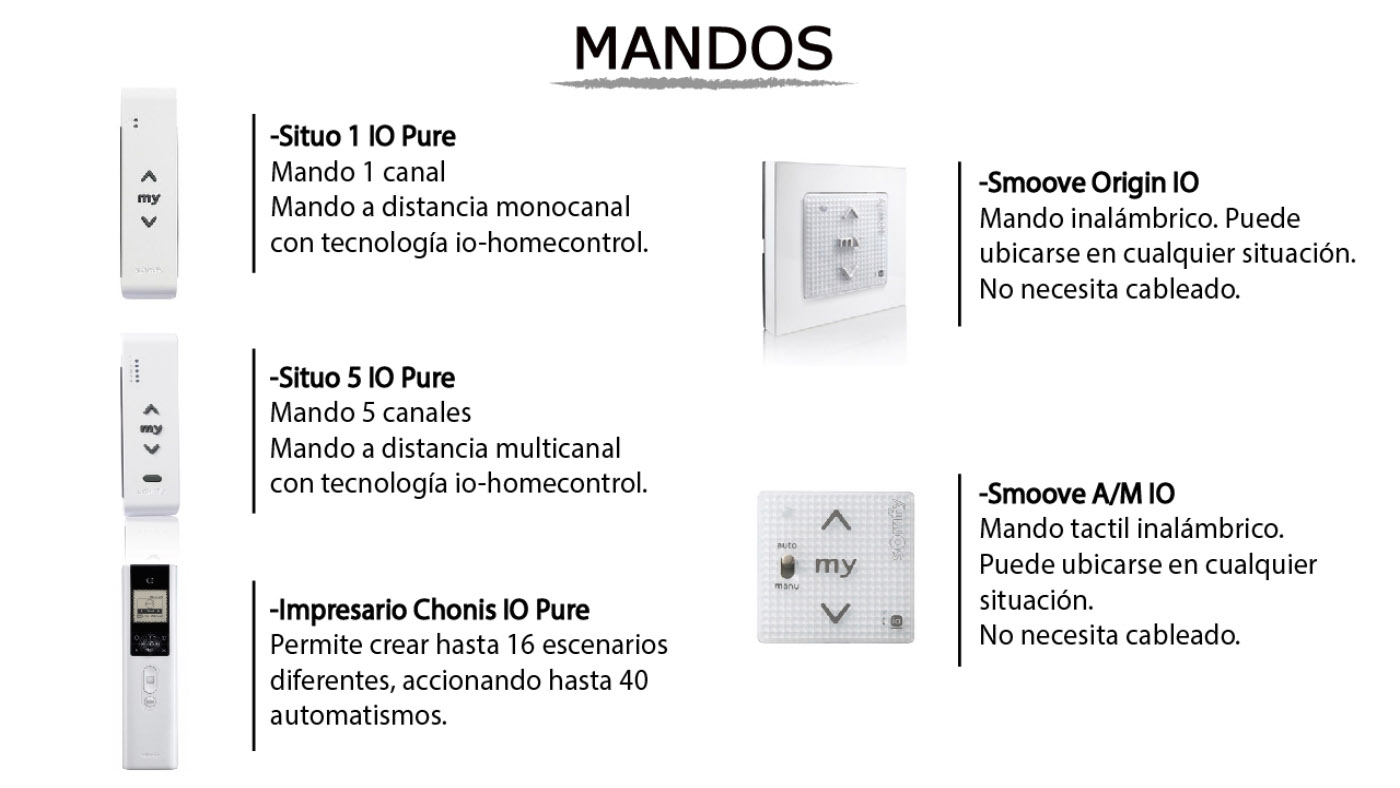 MANDOS
-Situo 1 IO Pure
Mando 1 canal
Mando a distancia monocanal
con tecnología io-homecontrol.
my
-Situo 5 IO Pure
Mando 5 canales
Mando a distancia multicanal
con tecnología io-homecontrol.
my
-Impresario Chonis IO Pure
Permite crear hasta 16 escenarios
diferentes, accionando hasta 40
automatismos.
-Smoove Origin IO
Mando inalámbrico. Puede
ubicarse en cualquier situación.
No necesita cableado.
-Smoove A/M IO
Mando tactil inalámbrico.
Puede ubicarse en cualquier
situación.
No necesita cableado.
somfy
auto
my
manu